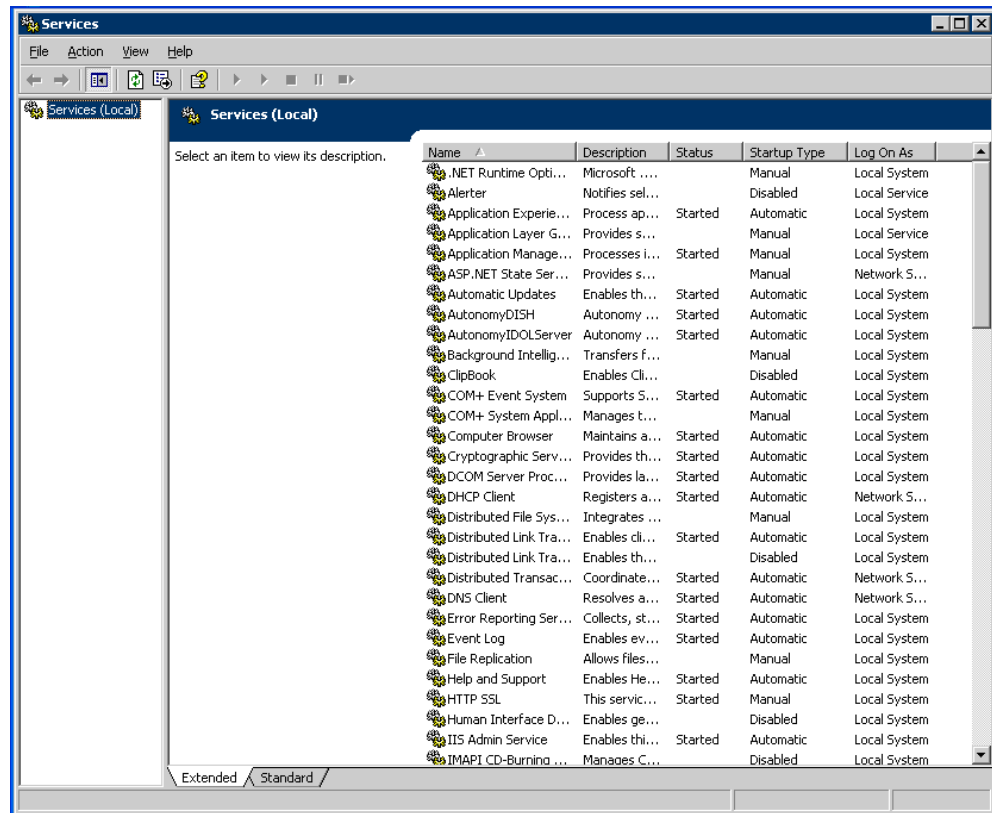 Services
File Action View Help
Services (Local)
Services (Local)
Select an item to view its description.
Name Description Status Startup Type Log On As
.NET Runtime Opti... Microsoft .... Manual Local System
Alerter Notifies sel... Disabled Local Service
Application Experie... Process ap... Started Automatic Local System
Application Layer G... Provides s... Manual Local Service
Application Manage... Processes i... Started Manual Local System
ASP.NET State Ser... Provides s... Manual Network S...
Automatic Updates Enables th... Started Automatic Local System
AutonomyDISH Autonomy ... Started Automatic Local System
AutonomyIDOLServer Autonomy ... Started Automatic Local System
Background Intellig... Transfers f... Manual Local System
ClipBook Enables Cli... Disabled Local System
COM+ Event System Supports S... Started Automatic Local System
COM+ System Appl... Manages t... Manual Local System
Computer Browser Maintains a... Started Automatic Local System
Cryptographic Serv... Provides th... Started Automatic Local System
DCOM Server Proc... Provides la... Started Automatic Local System
DHCP Client Registers a... Started Automatic Network S...
Distributed File Sys... Integrates ... Manual Local System
Distributed Link Tra... Enables cli... Started Automatic Local System
Distributed Link Tra... Enables th... Disabled Local System
Distributed Transac... Coordinate... Started Automatic Network S...
DNS Client Resolves a... Started Automatic Network S...
Error Reporting Ser... Collects, st... Started Automatic Local System
Event Log Enables ev... Started Automatic Local System
File Replication Allows files... Manual Local System
Help and Support Enables He... Started Automatic Local System
HTTP SSL This servic... Started Manual Local System
Human Interface D... Enables ge... Disabled Local System
IIS Admin Service Enables thi... Started Automatic Local System
IMAPI CD-Burning ... Manages C... Disabled Local System
Extended Standard